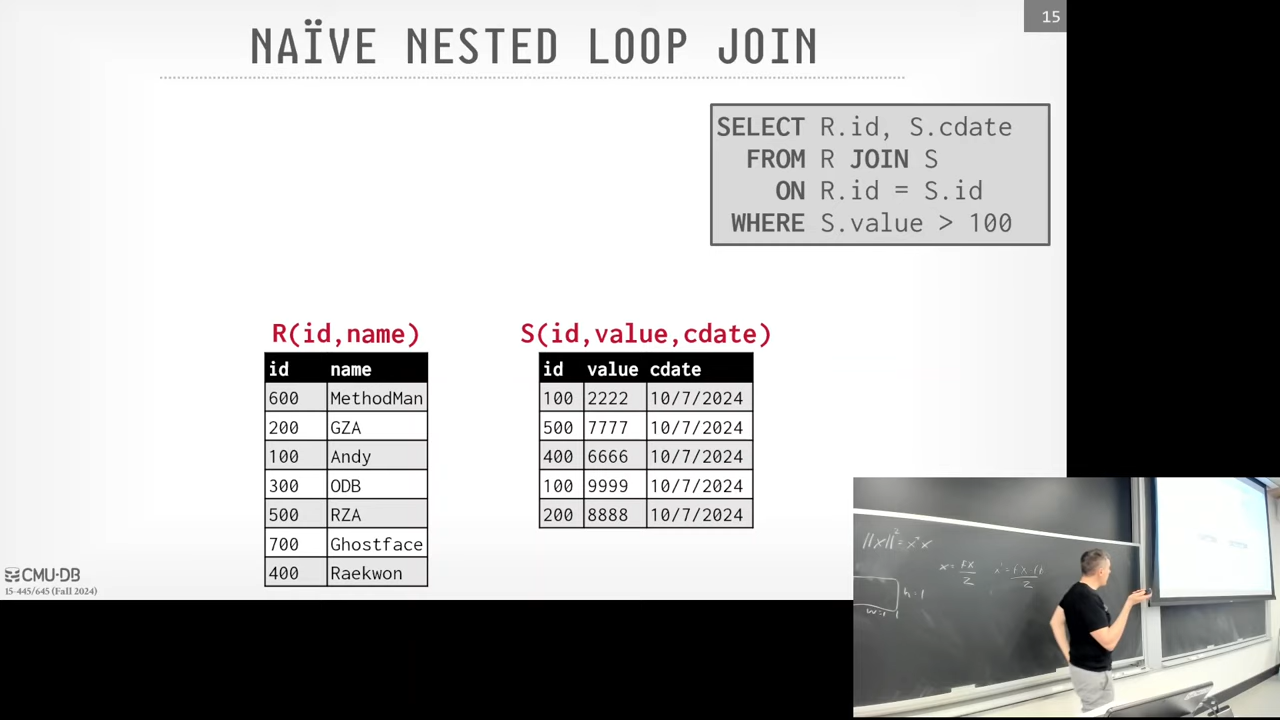 15
NAÏVE NESTED LOOP JOIN
SELECT R.id, S.cdate
FROM R JOIN S
ON R.id = S.id
WHERE S.value > 100
R(id,name)
id name
600 MethodMan
200 GZA
100 Andy
300 ODB
500 RZA
700 Ghostface
400 Raekwon
S(id,value,cdate)
id value cdate
100 2222 10/7/2024
500 7777 10/7/2024
400 6666 10/7/2024
100 9999 10/7/2024
200 8888 10/7/2024
CMU-DB
15-445/645 (Fall 2024)
h=1